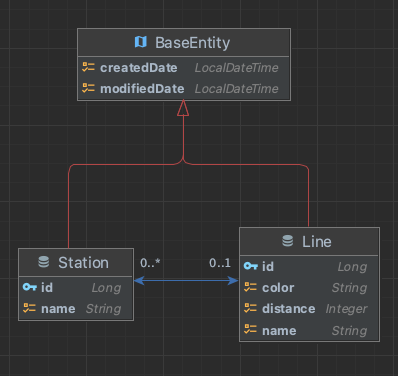 BaseEntity
createdDate LocalDateTime
modifiedDate LocalDateTime
Station
id Long
name String
0..*
0..1
Line
id Long
color String
distance Integer
name String